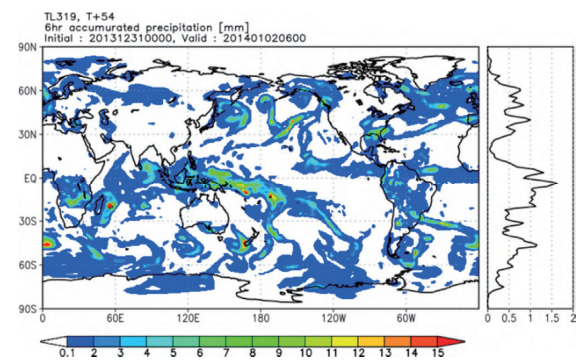 TL319, T+54
6hr accumurated precipitation [mm]
Initial : 201312310000, Valid : 201401020600
90N
60N
30N
EQ
30S
60S
90S
0 60E 120E 180 120W 60W
0 0.5 1 1.5 2
0.1 2 3 4 5 6 7 8 9 10 11 12 13 14 15